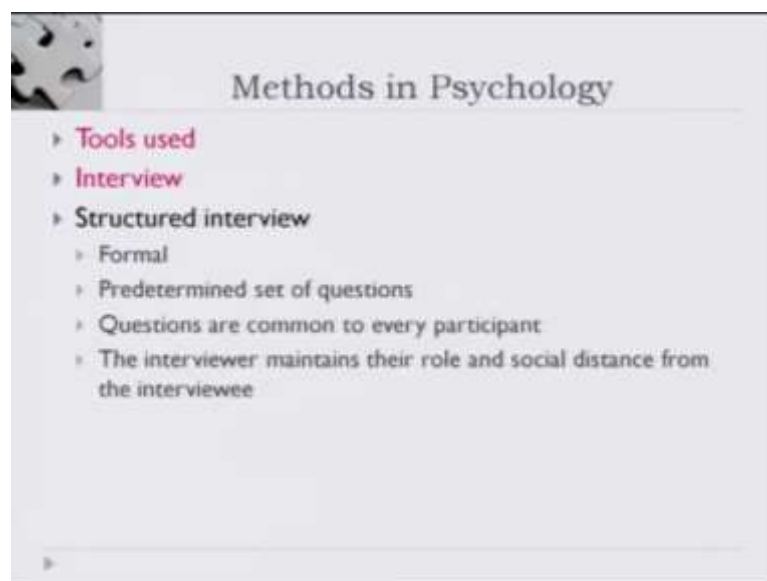 Methods in Psychology
Tools used
Interview
Structured interview
Formal
Predetermined set of questions
Questions are common to every participant
The interviewer maintains their role and social distance from
the interviewee